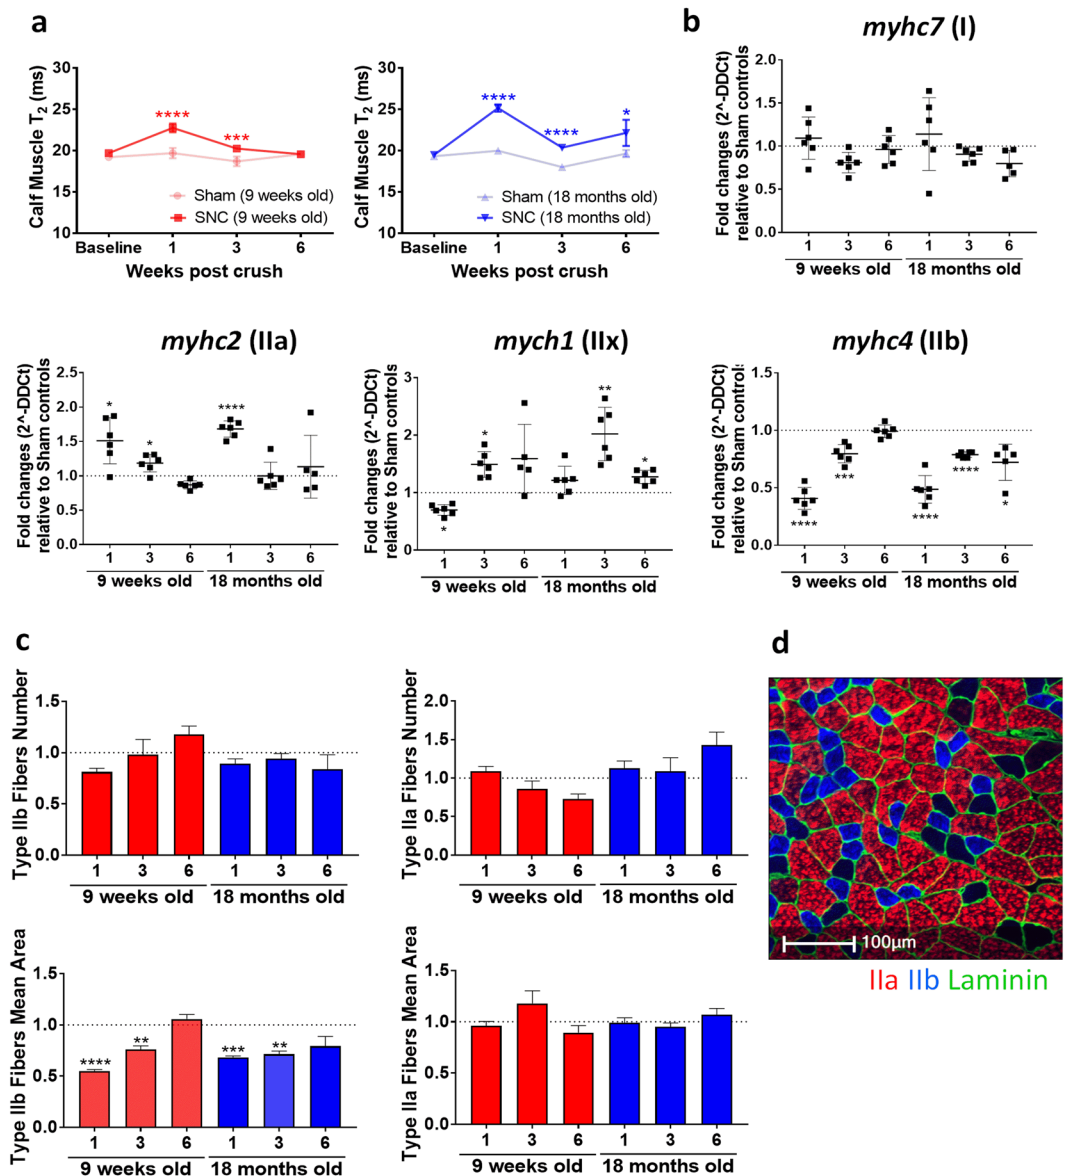 a
30
25
20
15
10
Calf Muscle T2 (ms)
****
***
Sham (9 weeks old)
SNC (9 weeks old)
Baseline 1 3 6
Weeks post crush
30
25
20
15
10
Calf Muscle T2 (ms)
****
****
*
Sham (18 months old)
SNC (18 months old)
Baseline 1 3 6
Weeks post crush
b
myhc7 (I)
Fold changes (2^-DDCt)
relative to Sham controls
2.0
1.5
1.0
0.5
0.0
1 3 6 1 3 6
9 weeks old 18 months old
myhc2 (IIa)
Fold changes (2^-DDCt)
relative to Sham controls
2.5
2.0
1.5
1.0
0.5
0.0
* * ****
1 3 6 1 3 6
9 weeks old 18 months old
mych1 (IIx)
Fold changes (2^-DDCt)
relative to Sham controls
3
2
1
0
* * ** *
1 3 6 1 3 6
9 weeks old 18 months old
myhc4 (IIb)
Fold changes (2^-DDCt)
relative to Sham controls
1.5
1.0
0.5
0.0
**** *** **** **** *
1 3 6 1 3 6
9 weeks old 18 months old
c
Type IIb Fibers Number
1.5
1.0
0.5
0.0
1 3 6 1 3 6
9 weeks old 18 months old
Type IIa Fibers Number
2.0
1.5
1.0
0.5
0.0
1 3 6 1 3 6
9 weeks old 18 months old
Type IIb Fibers Mean Area
1.5
1.0
0.5
0.0
**** ** *** **
1 3 6 1 3 6
9 weeks old 18 months old
Type IIa Fibers Mean Area
1.5
1.0
0.5
0.0
1 3 6 1 3 6
9 weeks old 18 months old
d
100μm
IIa IIb Laminin